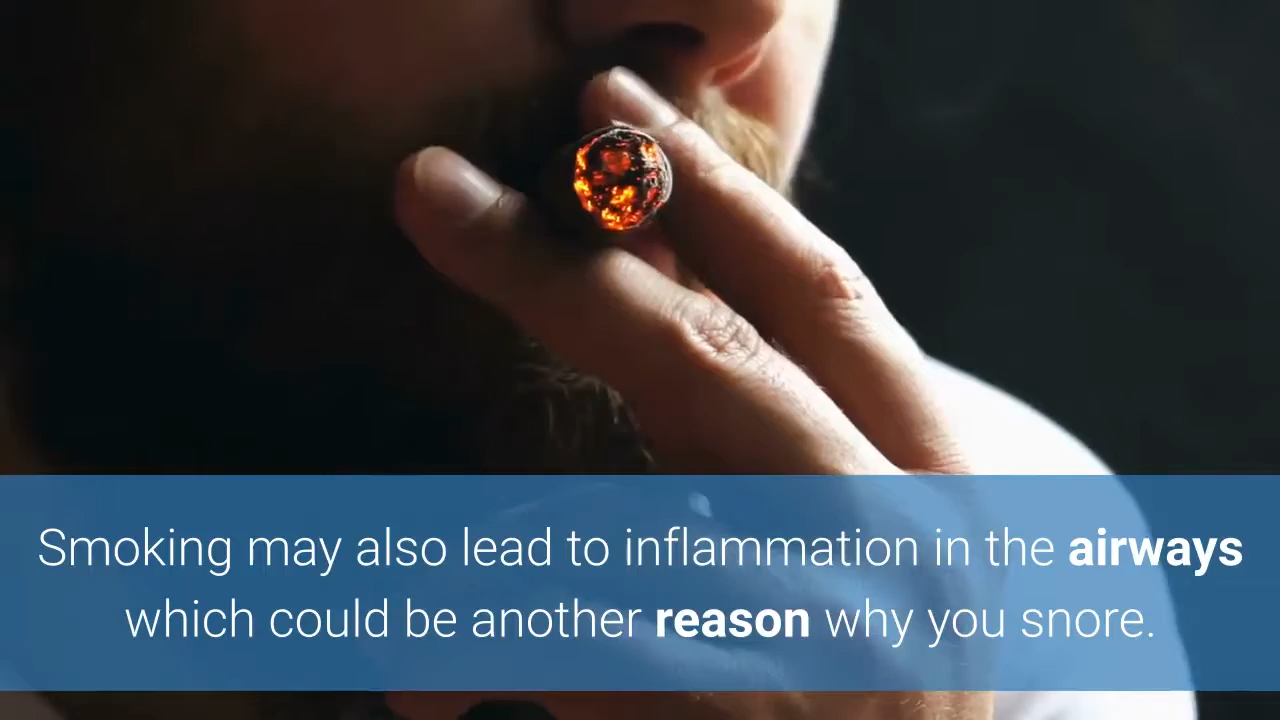 Smoking may also lead to inflammation in the airways
which could be another reason why you snore.